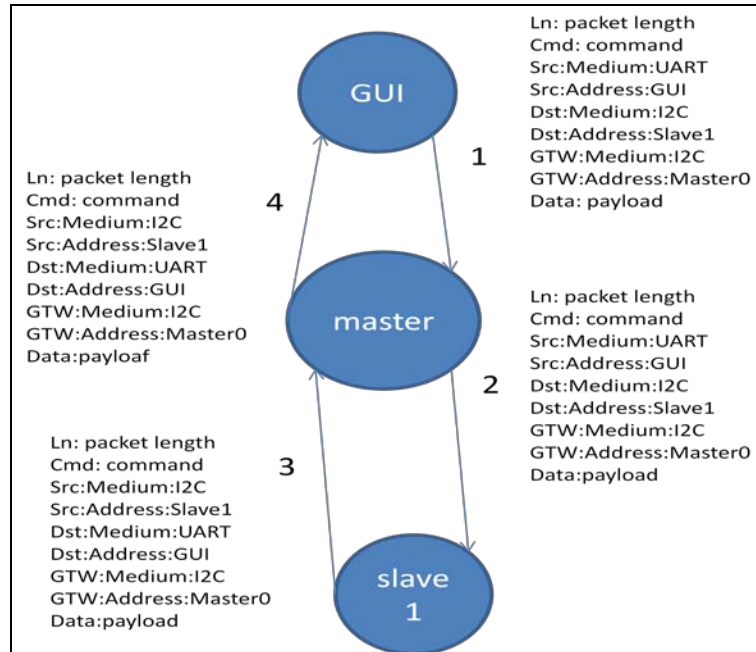 GUI
1
Ln: packet length
Cmd: command
Src:Medium:UART
Src:Address:GUI
Dst:Medium:I2C
Dst:Address:Slave1
GTW:Medium:I2C
GTW:Address:Master0
Data: payload
master
2
Ln: packet length
Cmd: command
Src:Medium:UART
Src:Address:GUI
Dst:Medium:I2C
Dst:Address:Slave1
GTW:Medium:I2C
GTW:Address:Master0
Data:payload
slave
1
3
Ln: packet length
Cmd: command
Src:Medium:I2C
Src:Address:Slave1
Dst:Medium:UART
Dst:Address:GUI
GTW:Medium:I2C
GTW:Address:Master0
Data:payload
4
Ln: packet length
Cmd: command
Src:Medium:I2C
Src:Address:Slave1
Dst:Medium:UART
Dst:Address:GUI
GTW:Medium:I2C
GTW:Address:Master0
Data:payloaf